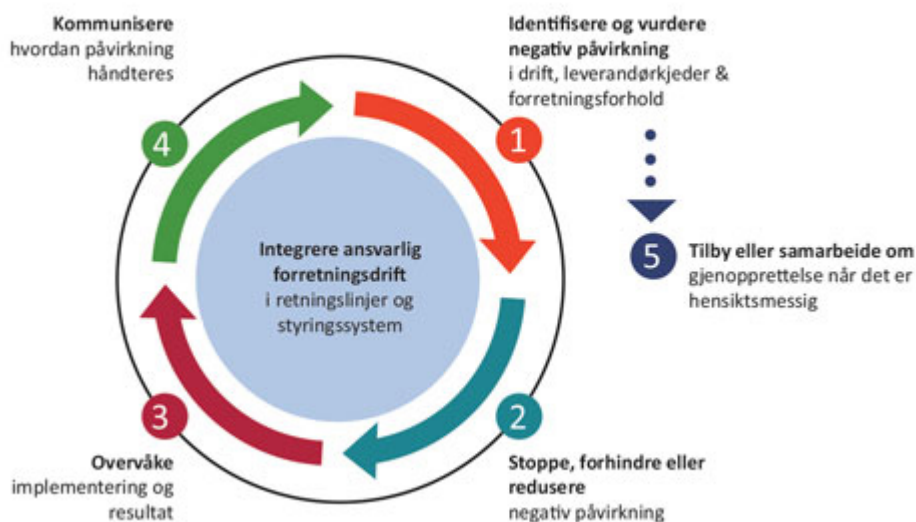 Kommunisere
hvordan påvirkning
håndteres
4
Identifisere og vurdere
negativ påvirkning
i drift, leverandørkjeder &
forretningsforhold
1
Integrere ansvarlig
forretningsdrift
i retningslinjer og
styringssystem
5
Tilby eller samarbeide om
gjenopprettelse når det er
hensiktsmessig
3
Overvåke
implementering og
resultat
2
Stoppe, forhindre eller
redusere
negativ påvirkning